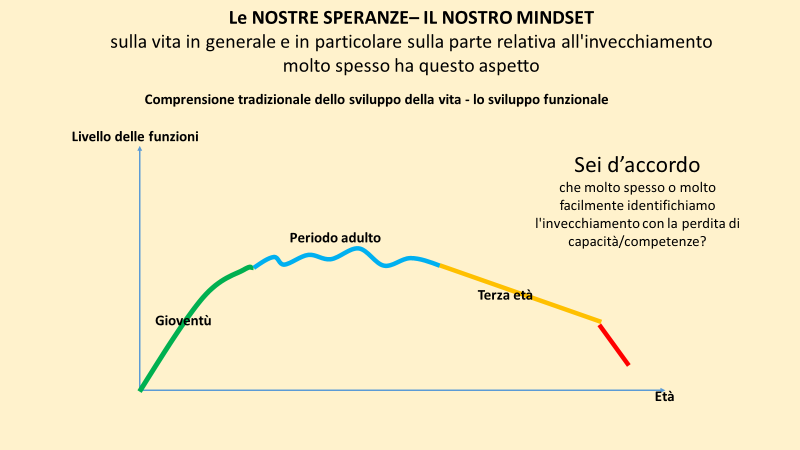 Le NOSTRE SPERANZE– IL NOSTRO MINDSET
sulla vita in generale e in particolare sulla parte relativa all'invecchiamento
molto spesso ha questo aspetto
Comprensione tradizionale dello sviluppo della vita - lo sviluppo funzionale
Livello delle funzioni
Sei d’accordo
che molto spesso o molto
facilmente identifichiamo
l'invecchiamento con la perdita di
capacità/competenze?
Periodo adulto
Terza età
Gioventù
Età